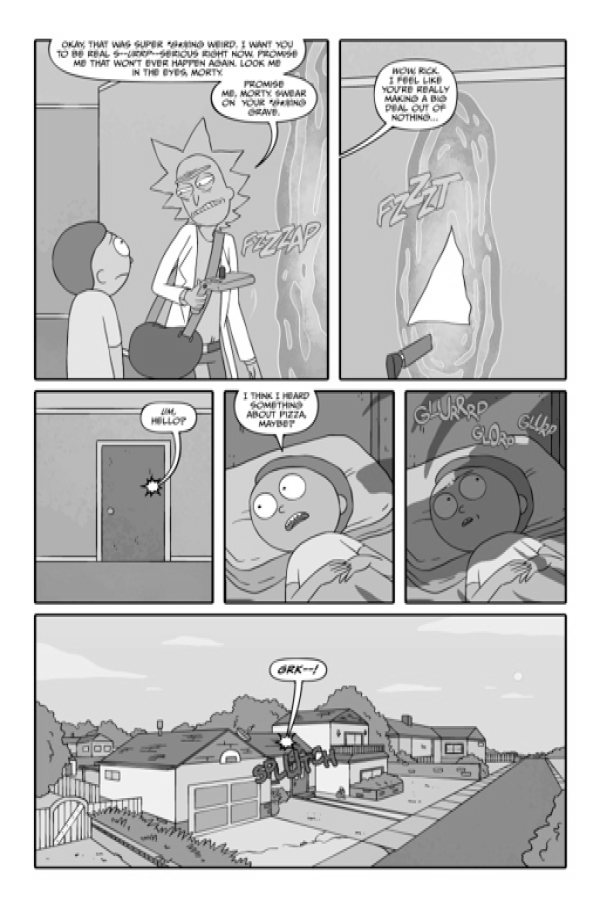 OKAY, THAT WAS SUPER *@#$ING WEIRD. I WANT YOU
TO BE REAL S--URRP--SERIOUS RIGHT NOW. PROMISE
ME THAT WON'T EVER HAPPEN AGAIN. LOOK ME
IN THE EYES, MORTY.
PROMISE
ME, MORTY. SWEAR
ON YOUR *@#$ING
GRAVE.
FZZZAP
WOW, RICK.
I FEEL LIKE
YOU'RE REALLY
MAKING A BIG
DEAL OUT OF
NOTHING...
FZZZZT
UM,
HELLO?
I THINK I HEARD
SOMETHING
ABOUT PIZZA,
MAYBE?
GLURRRP
GLORP
GLURP
GRK--!
SPLUTCH